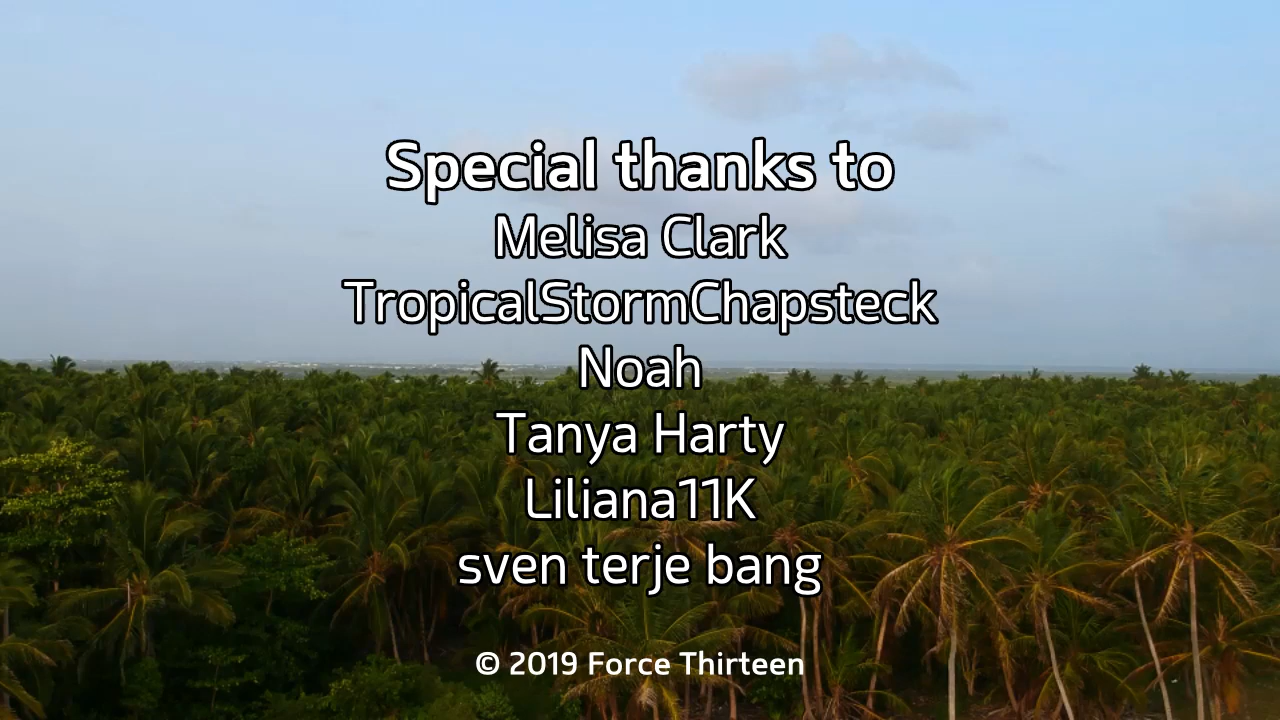 Special thanks to
Melisa Clark
TropicalStormChapsteck
Noah
Tanya Harty
Liliana11K
sven terje bang
© 2019 Force Thirteen